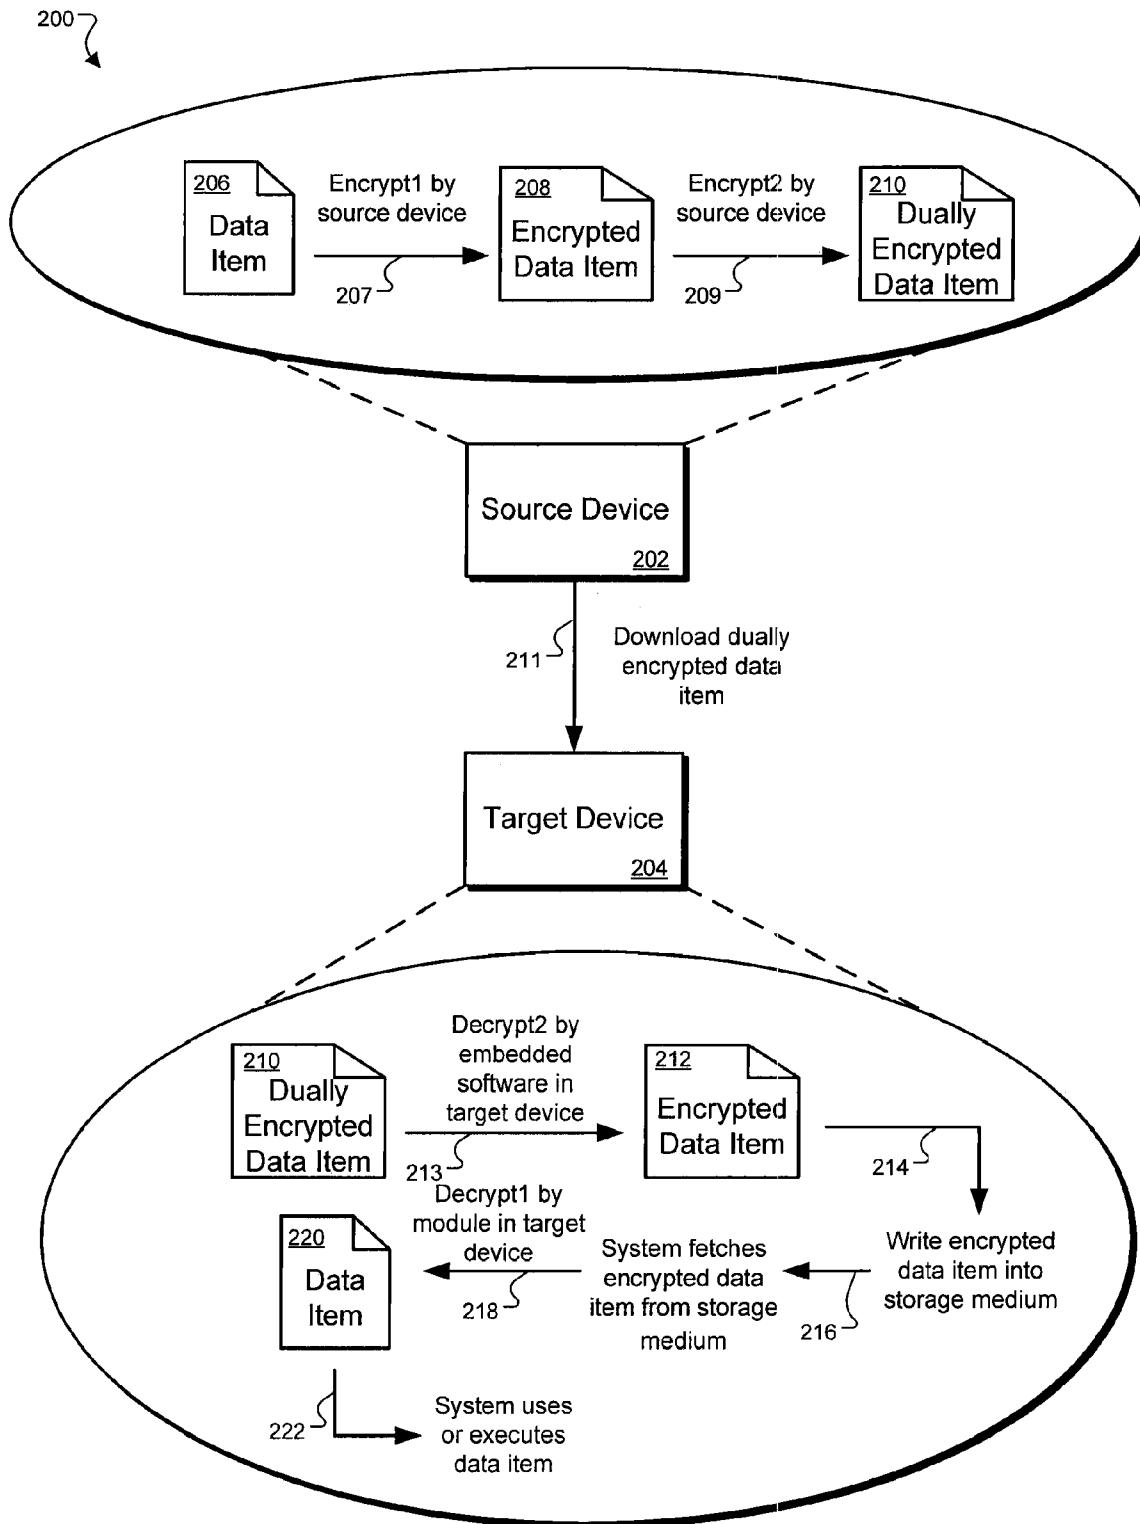 200
206
Data
Item
Encrypt1 by
source device
207
208
Encrypted
Data Item
Encrypt2 by
source device
209
210
Dually
Encrypted
Data Item
Source Device
202
211
Download dually
encrypted data
item
Target Device
204
210
Dually
Encrypted
Data Item
Decrypt2 by
embedded
software in
target device
213
212
Encrypted
Data Item
214
Write encrypted
data item into
storage medium
216
System fetches
encrypted data
item from storage
medium
Decrypt1 by
module in target
device
218
220
Data
Item
222
System uses
or executes
data item